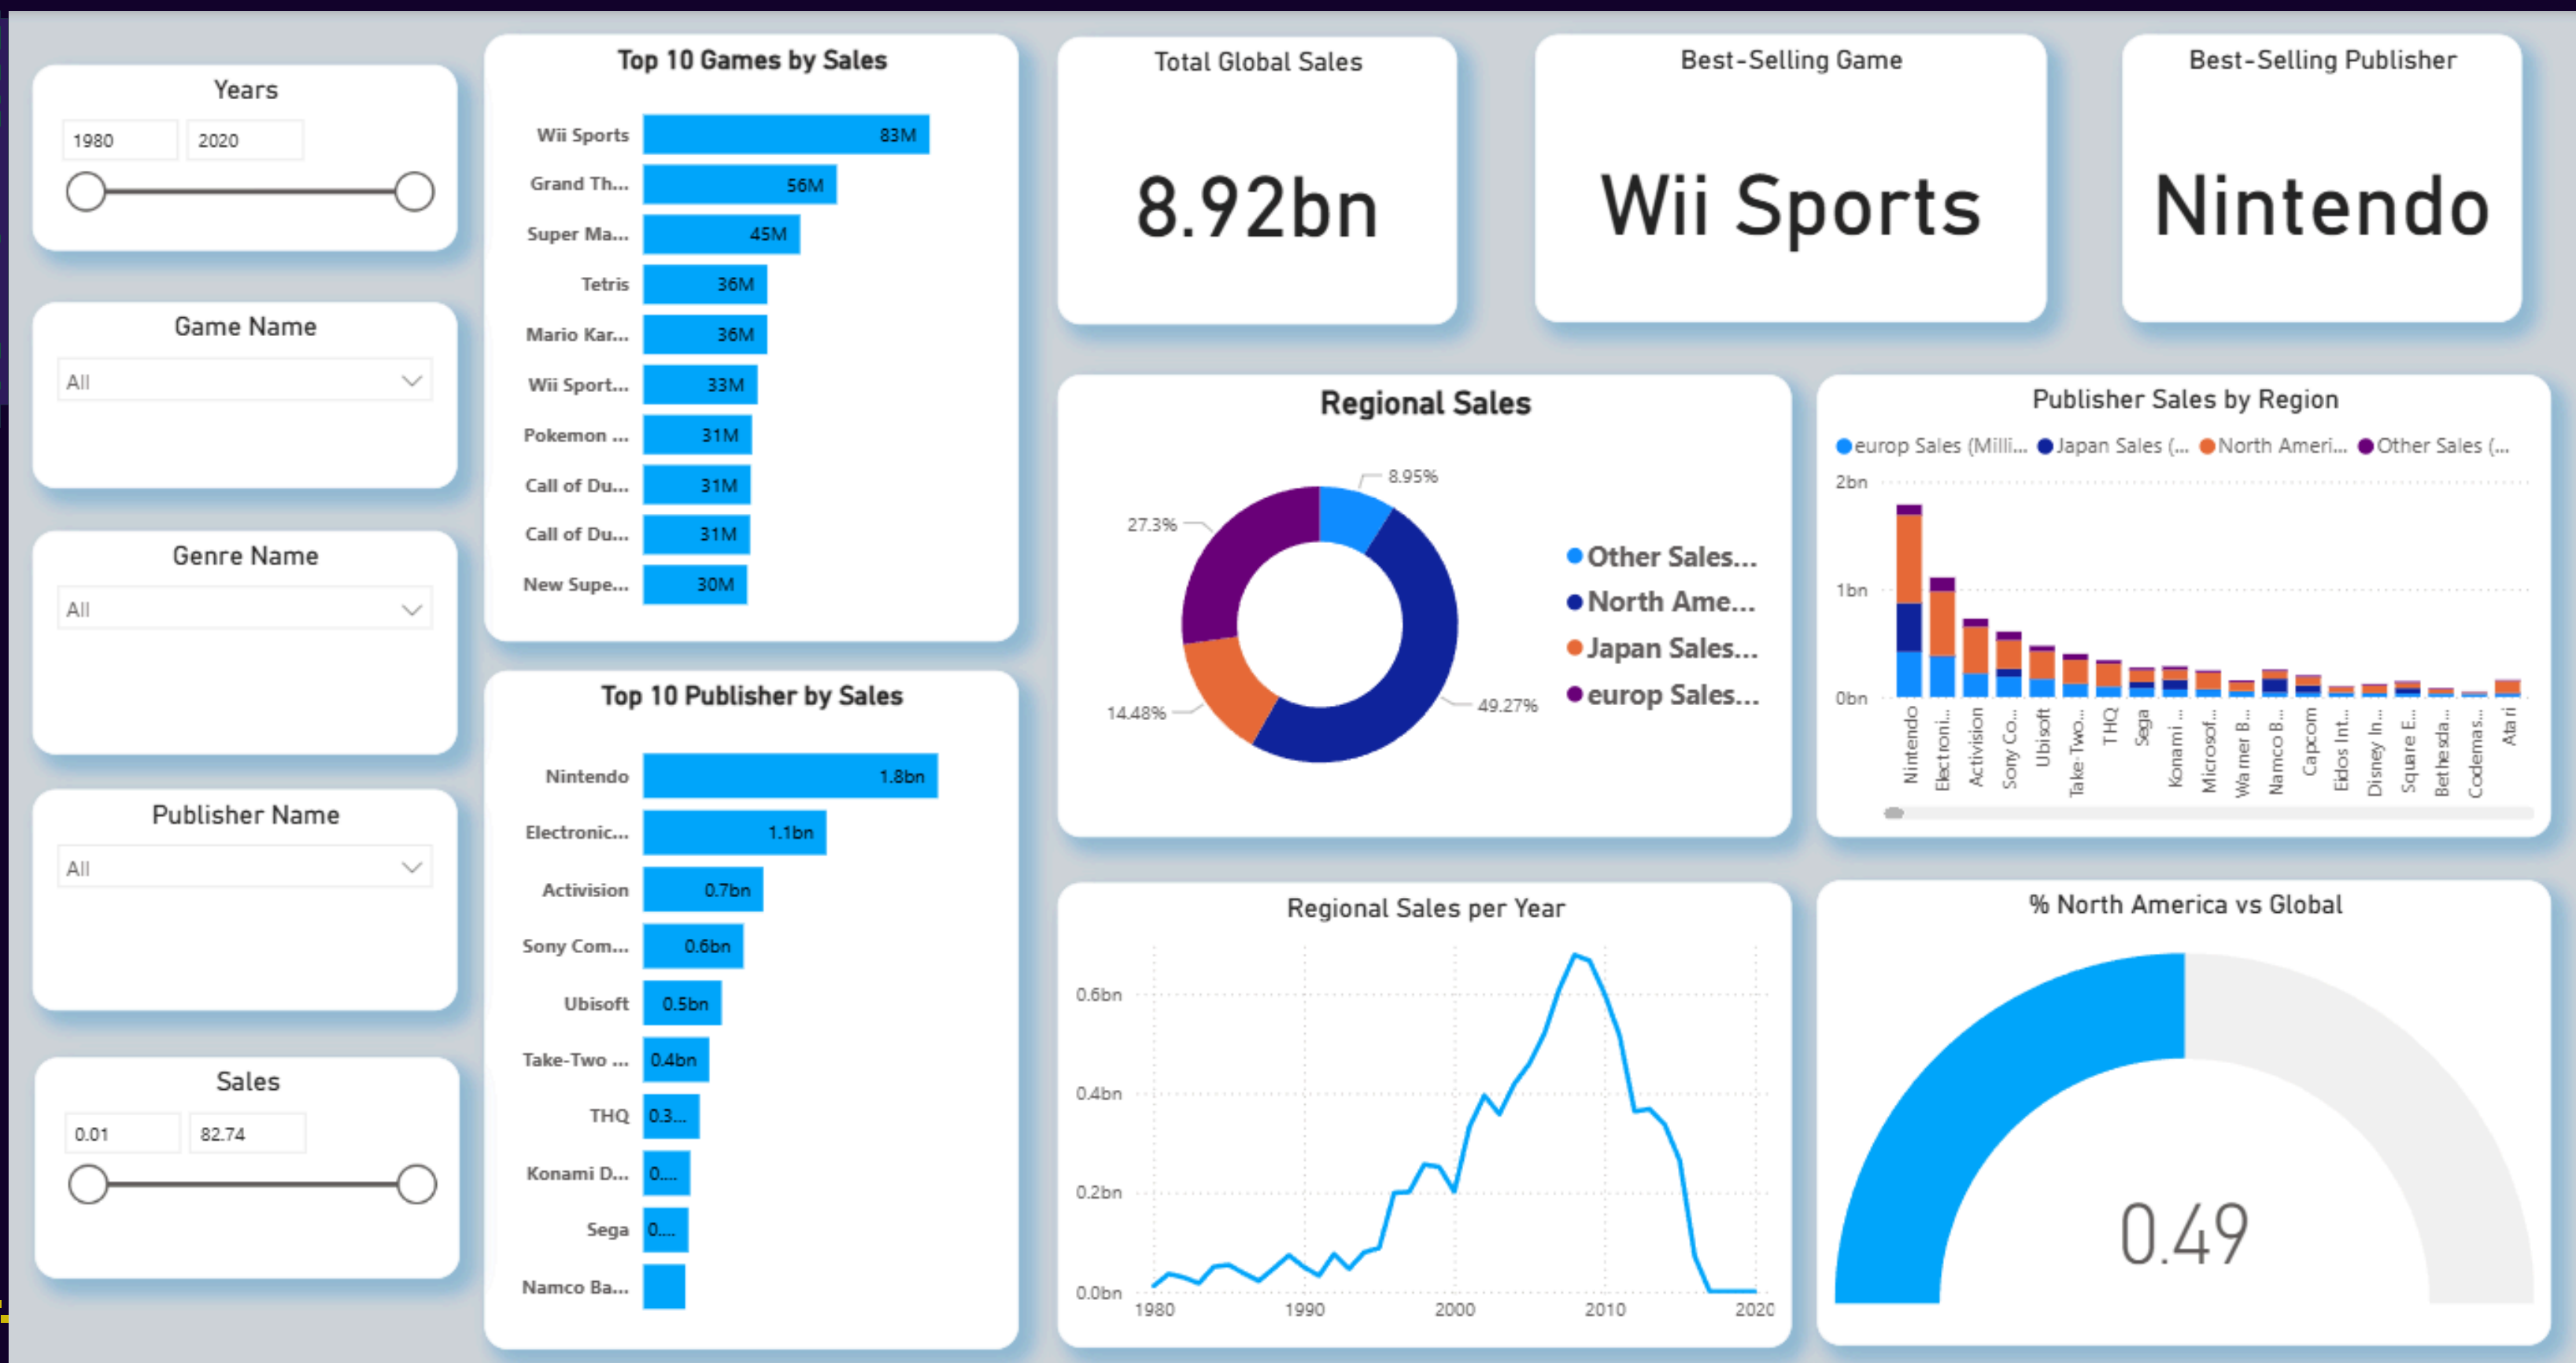 Years
1980
2020
Game Name
All
Genre Name
All
Publisher Name
All
Sales
0.01
82.74
Top 10 Games by Sales
Wii Sports 83M
Grand Th... 56M
Super Ma... 45M
Tetris 36M
Mario Kar... 36M
Wii Sport... 33M
Pokemon ... 31M
Call of Du... 31M
Call of Du... 31M
New Supe... 30M
Top 10 Publisher by Sales
Nintendo 1.8bn
Electronic... 1.1bn
Activision 0.7bn
Sony Com... 0.6bn
Ubisoft 0.5bn
Take-Two ... 0.4bn
THQ 0.3...
Konami D... 0....
Sega 0....
Namco Ba...
Total Global Sales
8.92bn
Best-Selling Game
Wii Sports
Best-Selling Publisher
Nintendo
Regional Sales
8.95%
27.3%
14.48%
49.27%
Other Sales...
North Ame...
Japan Sales...
europ Sales...
Publisher Sales by Region
europ Sales (Milli... Japan Sales (... North Ameri... Other Sales (...
2bn
1bn
0bn
Nintendo
Electroni...
Activision
Sony Co...
Ubisoft
Take-Two...
THQ
Sega
Konami ...
Microsof...
Warner B...
Namco B...
Capcom
Eidos Int...
Disney In...
Square E...
Bethesda...
Codemas...
Atari
Regional Sales per Year
0.6bn
0.4bn
0.2bn
0.0bn
1980 1990 2000 2010 2020
% North America vs Global
0.49